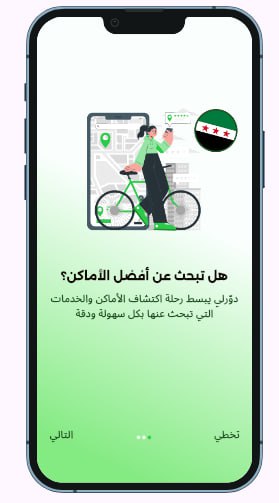 هل تبحث عن أفضل الأماكن؟
دوّرلي يبسط رحلة اكتشاف الأماكن والخدمات
التي تبحث عنها بكل سهولة ودقة
تخطي
التالي